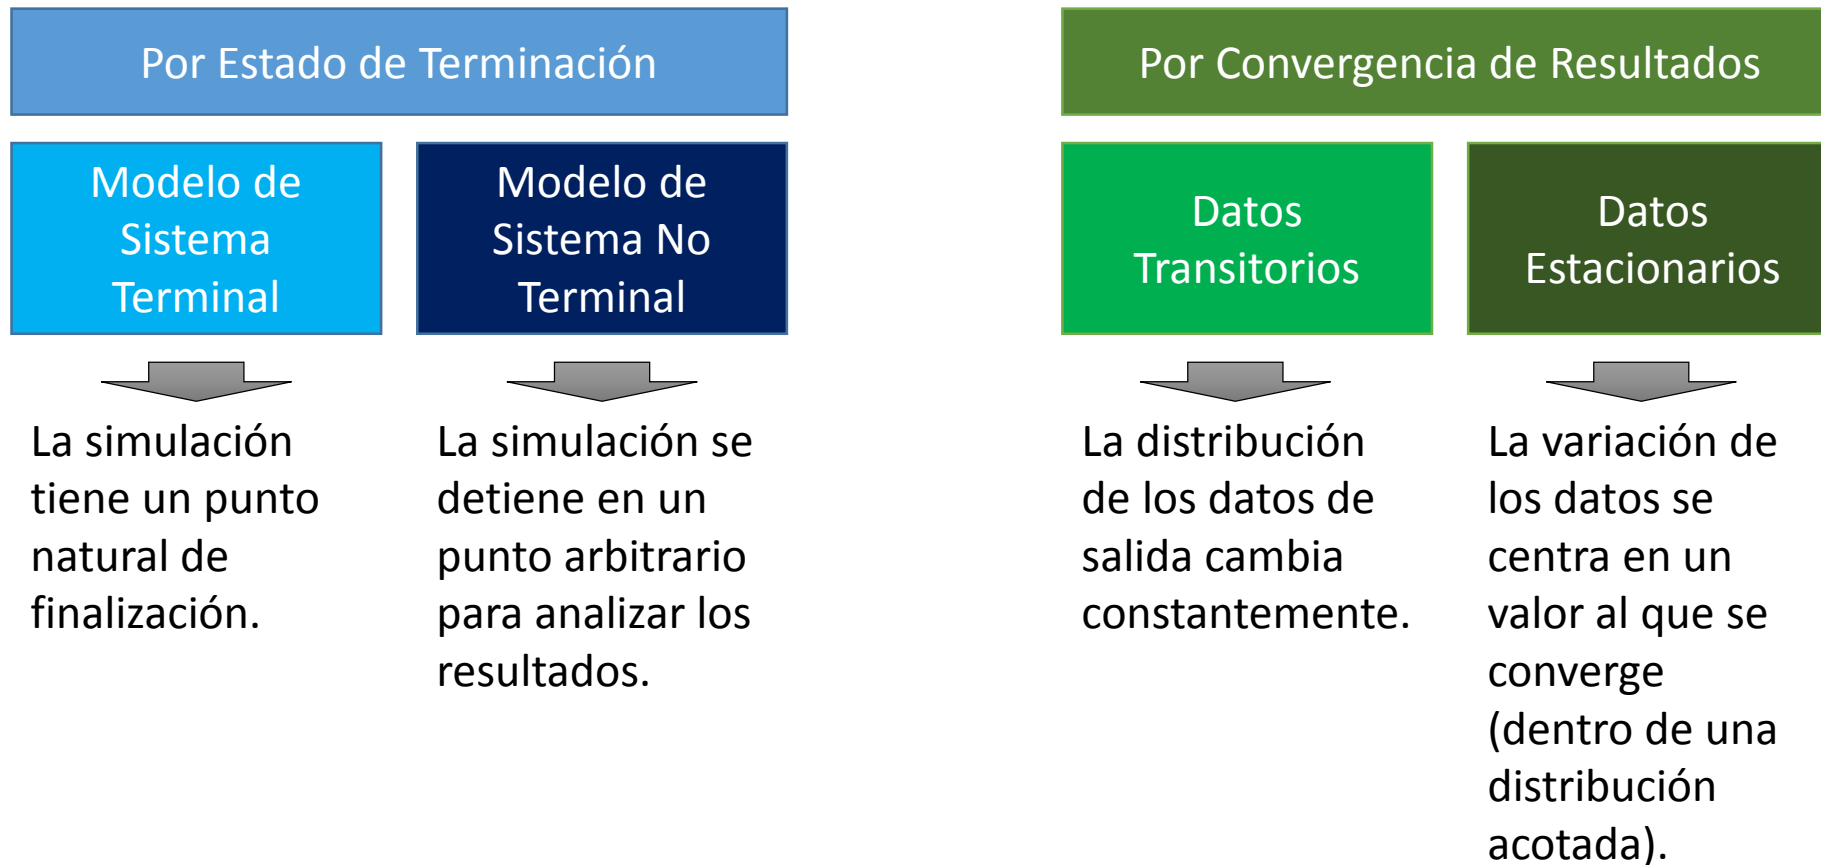 Por Estado de Terminación
Modelo de
Sistema
Terminal
La simulación
tiene un punto
natural de
finalización.
Modelo de
Sistema No
Terminal
La simulación se
detiene en un
punto arbitrario
para analizar los
resultados.
Por Convergencia de Resultados
Datos
Transitorios
La distribución
de los datos de
salida cambia
constantemente.
Datos
Estacionarios
La variación de
los datos se
centra en un
valor al que se
converge
(dentro de una
distribución
acotada).